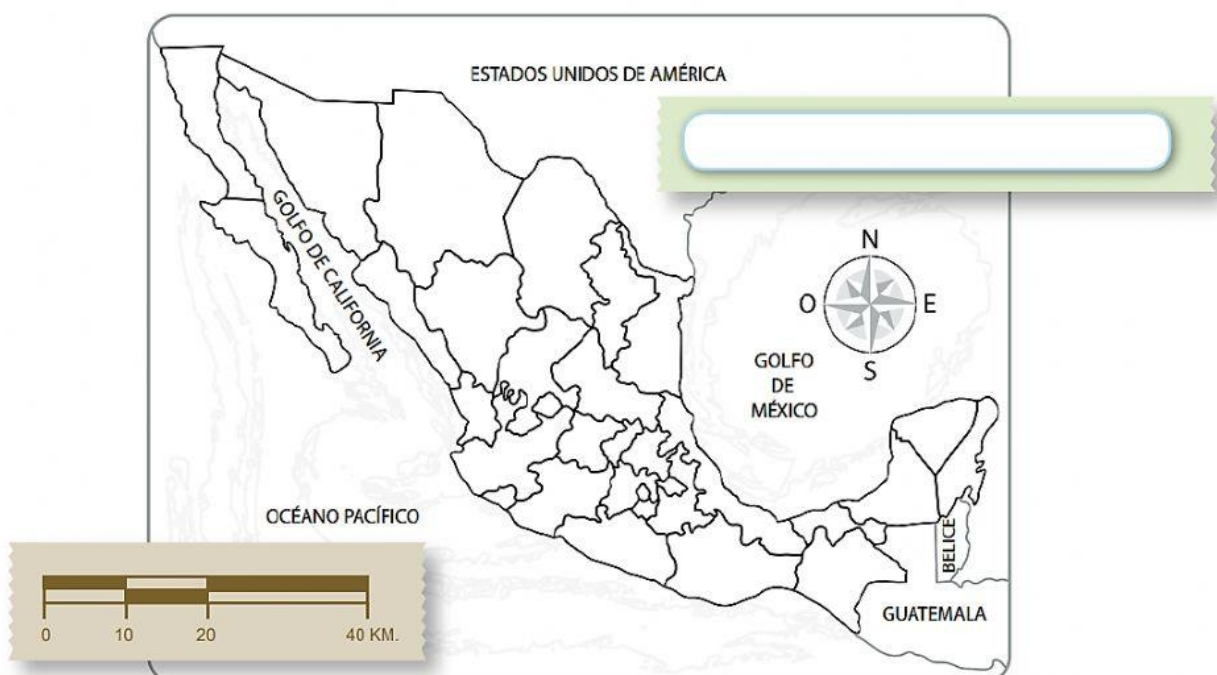 ESTADOS UNIDOS DE AMÉRICA
GOLFO DE CALIFORNIA
N
O
E
S
GOLFO
DE
MÉXICO
OCÉANO PACÍFICO
BELICE
GUATEMALA
0 10 20 40 KM.